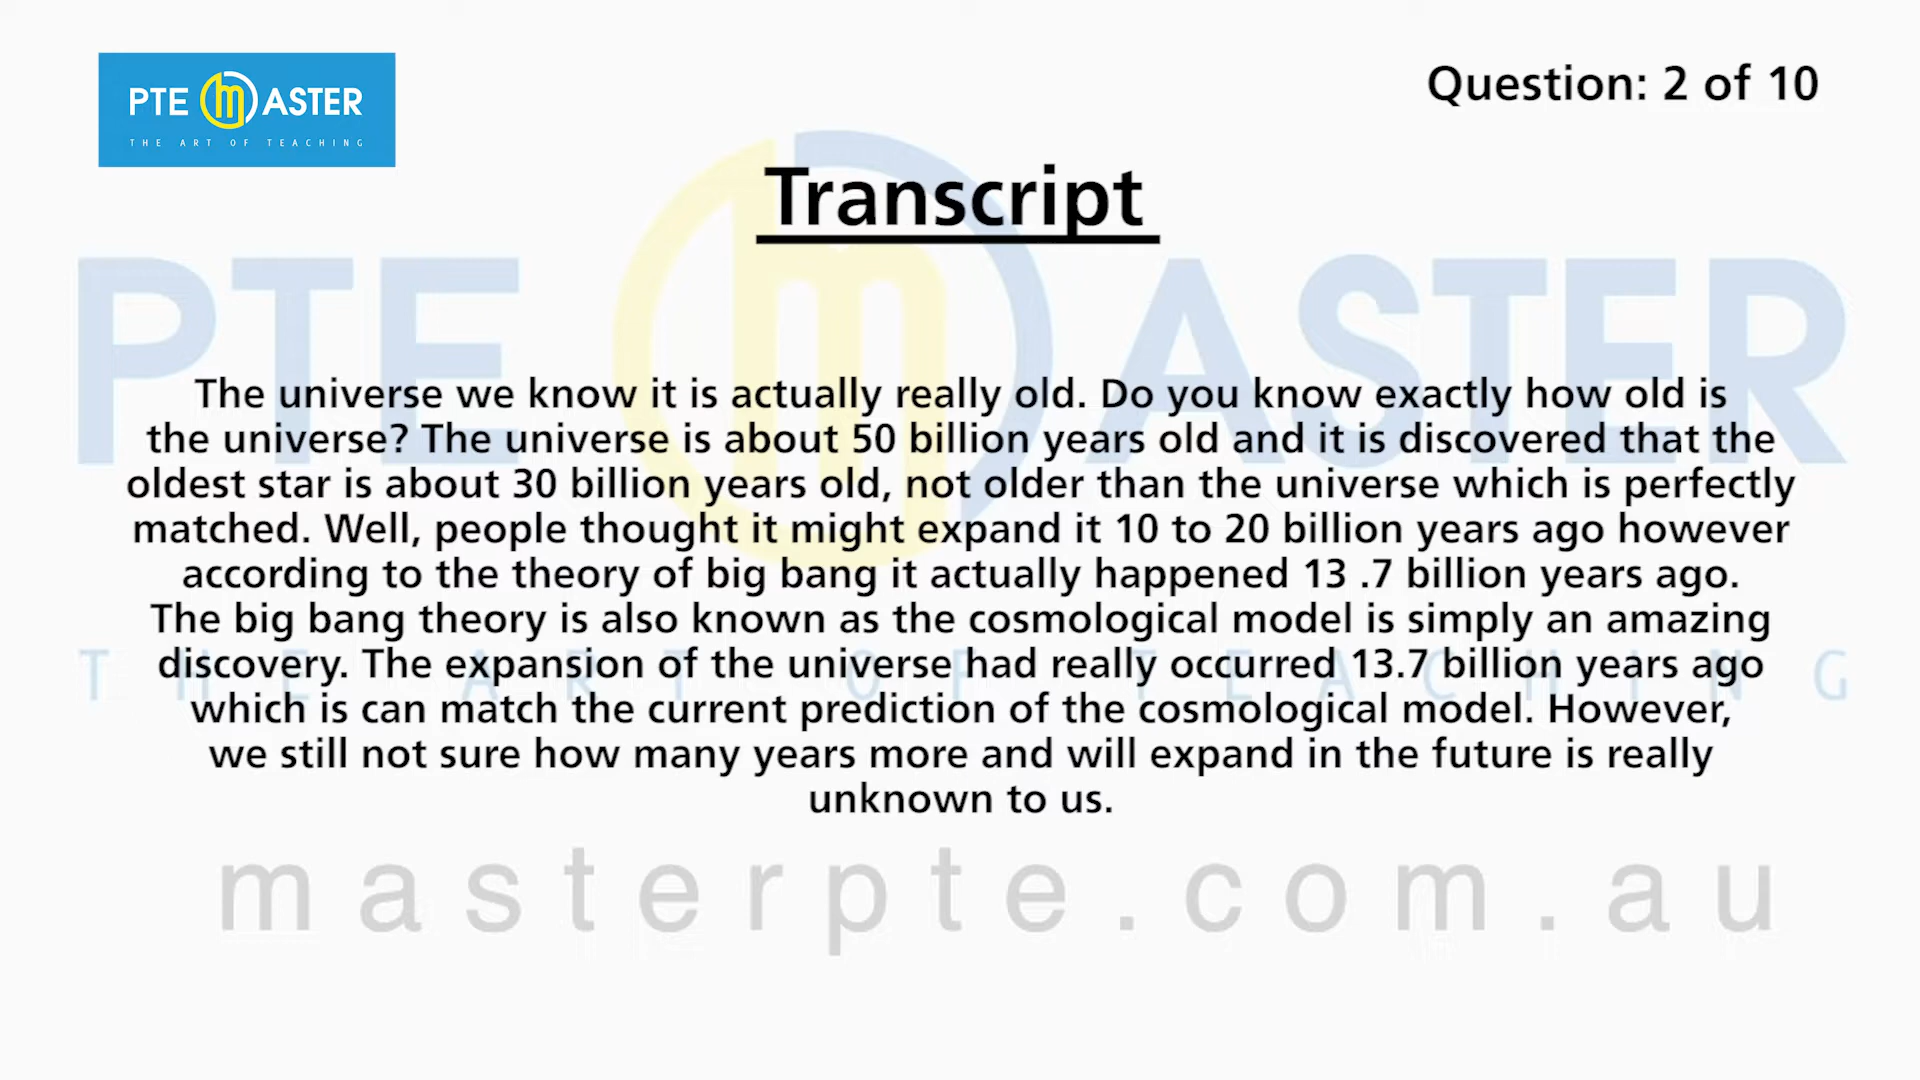 PTE MASTER
THE ART OF TEACHING
Question: 2 of 10
Transcript
PTE MASTER
The universe we know it is actually really old. Do you know exactly how old is
the universe? The universe is about 50 billion years old and it is discovered that the
oldest star is about 30 billion years old, not older than the universe which is perfectly
matched. Well, people thought it might expand it 10 to 20 billion years ago however
according to the theory of big bang it actually happened 13 .7 billion years ago.
The big bang theory is also known as the cosmological model is simply an amazing
discovery. The expansion of the universe had really occurred 13.7 billion years ago
which is can match the current prediction of the cosmological model. However,
we still not sure how many years more and will expand in the future is really
unknown to us.
THE ART OF TEACHING
masterpte.com.au